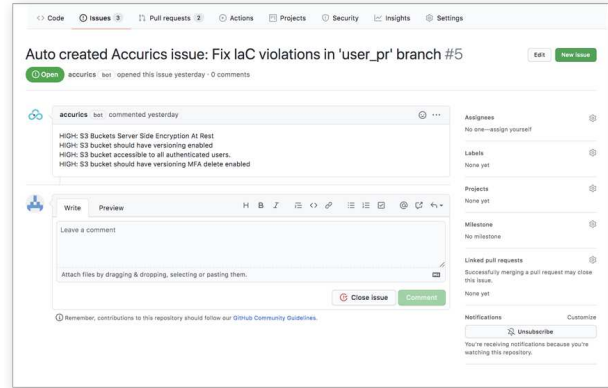 Code
Issues 3
Pull requests 2
Actions
Projects
Security
Insights
Settings
Auto created Accurics issue: Fix IaC violations in 'user_pr' branch #5
Edit
New issue
Open
accurics bot opened this issue yesterday · 0 comments
accurics bot commented yesterday
HIGH: S3 Buckets Server Side Encryption At Rest
HIGH: S3 bucket should have versioning enabled
HIGH: S3 bucket accessible to all authenticated users.
HIGH: S3 bucket should have versioning MFA delete enabled
Write
Preview
Leave a comment
Attach files by dragging & dropping, selecting or pasting them.
Close issue
Comment
Remember, contributions to this repository should follow our GitHub Community Guidelines.
Assignees
No one—assign yourself
Labels
None yet
Projects
None yet
Milestone
No milestone
Linked pull requests
Successfully merging a pull request may close
this issue.
None yet
Notifications
Customize
Unsubscribe
You're receiving notifications because you're
watching this repository.